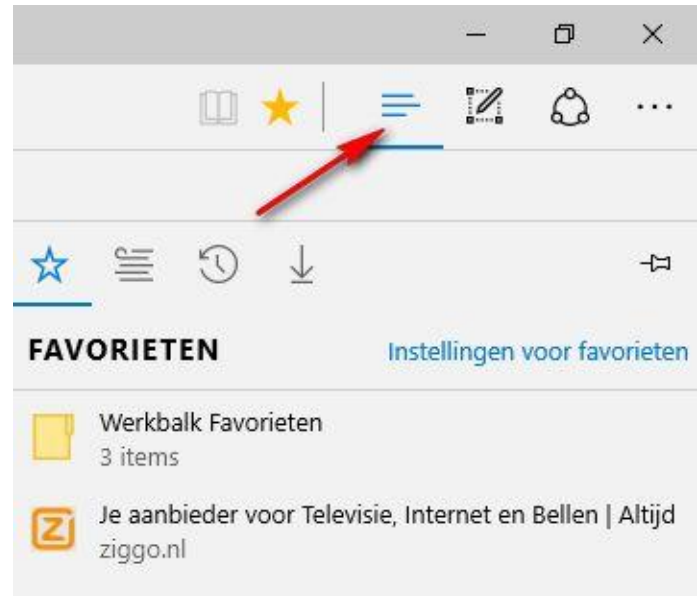 FAVORIETEN
Instellingen voor favorieten
Werkbalk Favorieten
3 items
Je aanbieder voor Televisie, Internet en Bellen | Altijd
ziggo.nl